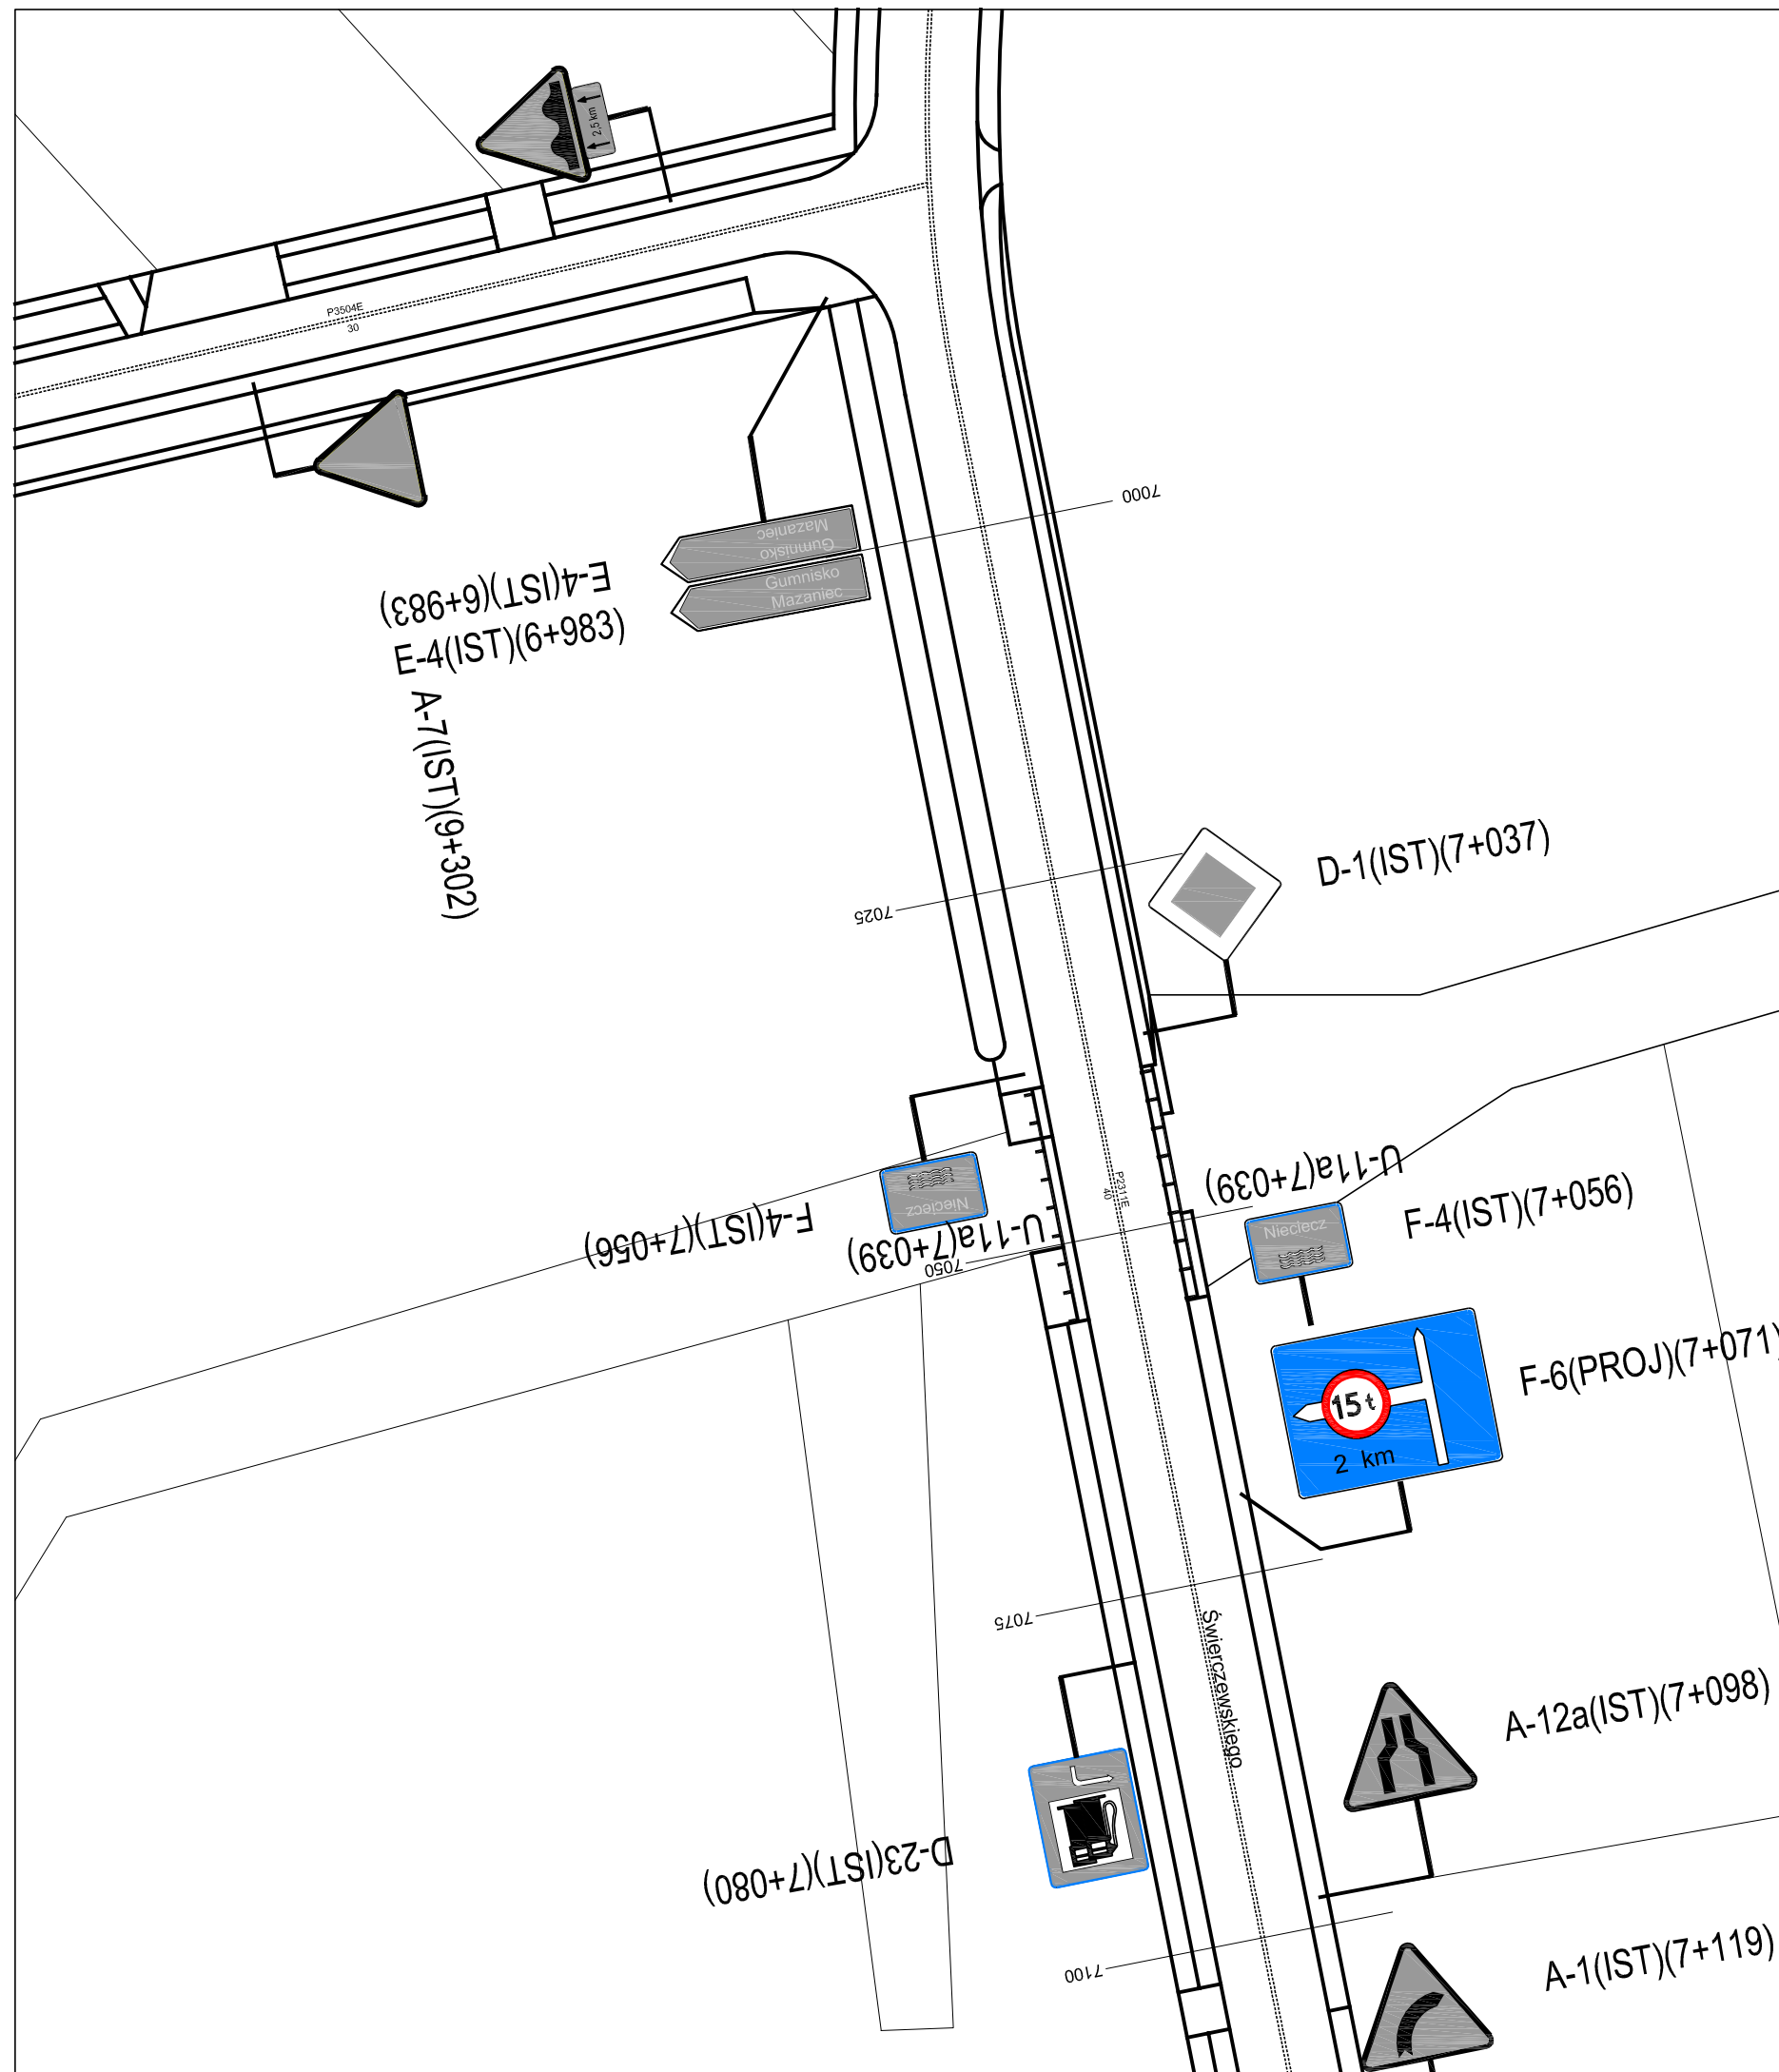 2,5 km
P3504E
30
7000
Mazaniec
Gumnisko
Gumnisko
Mazaniec
E-4(IST)(6+983)
E-4(IST)(6+983)
A-7(IST)(9+302)
D-1(IST)(7+037)
7025
P2311E
40
U-11a(7+039)
F-4(IST)(7+056)
Nieciecz
F-4(IST)(7+056)
Nieciecz
U-11a(7+039)
7050
F-6(PROJ)(7+071)
15 t
2 km
7075
Świerczewskiego
A-12a(IST)(7+098)
D-23(IST)(7+080)
7100
A-1(IST)(7+119)